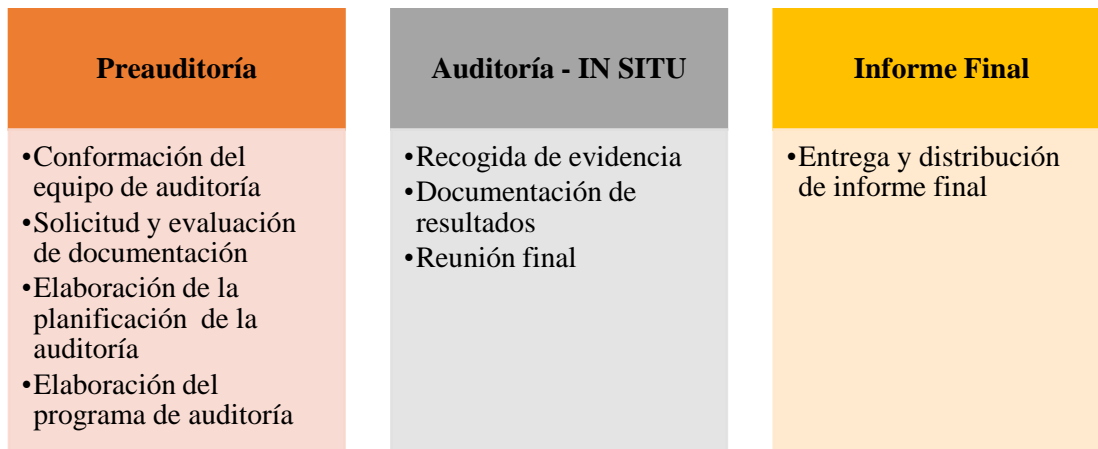 Preauditoría
•Conformación del
equipo de auditoría
•Solicitud y evaluación
de documentación
•Elaboración de la
planificación  de la
auditoría
•Elaboración del
programa de auditoría
Auditoría - IN SITU
•Recogida de evidencia
•Documentación de
resultados
•Reunión final
Informe Final
•Entrega y distribución
de informe final